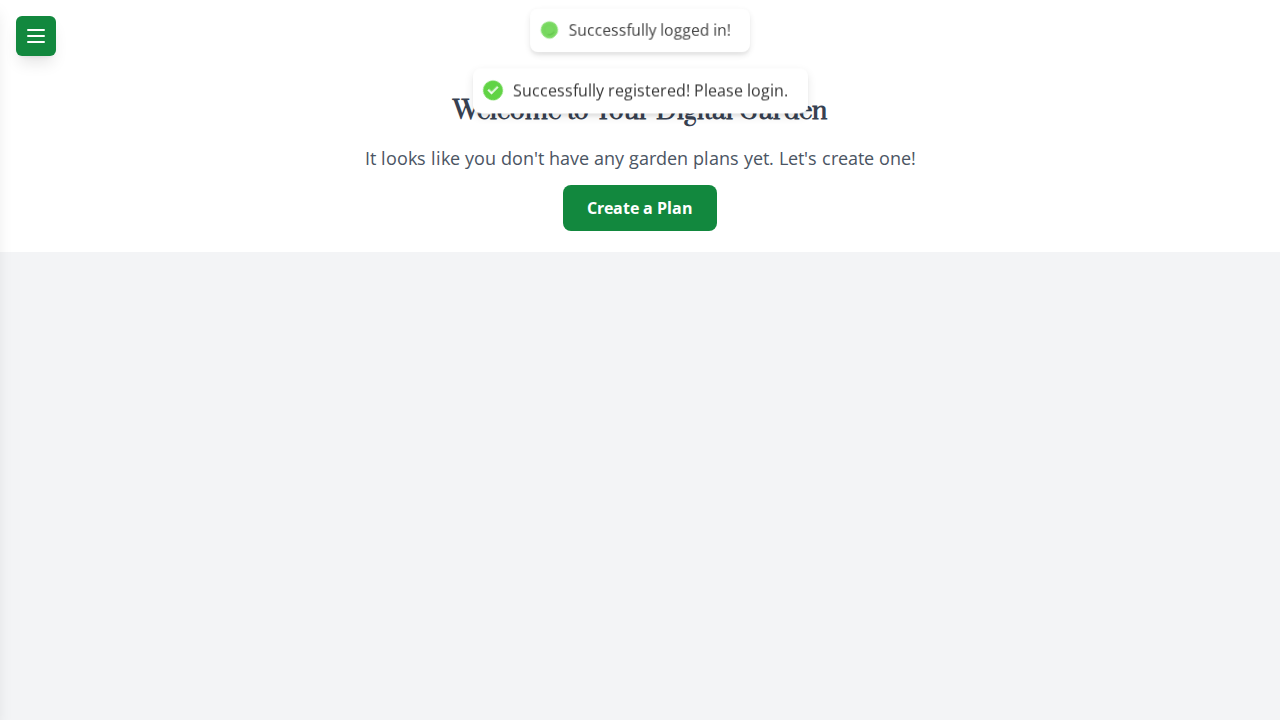 Successfully logged in!
Successfully registered! Please login.
Welcome to Your Digital Garden
It looks like you don't have any garden plans yet. Let's create one!
Create a Plan